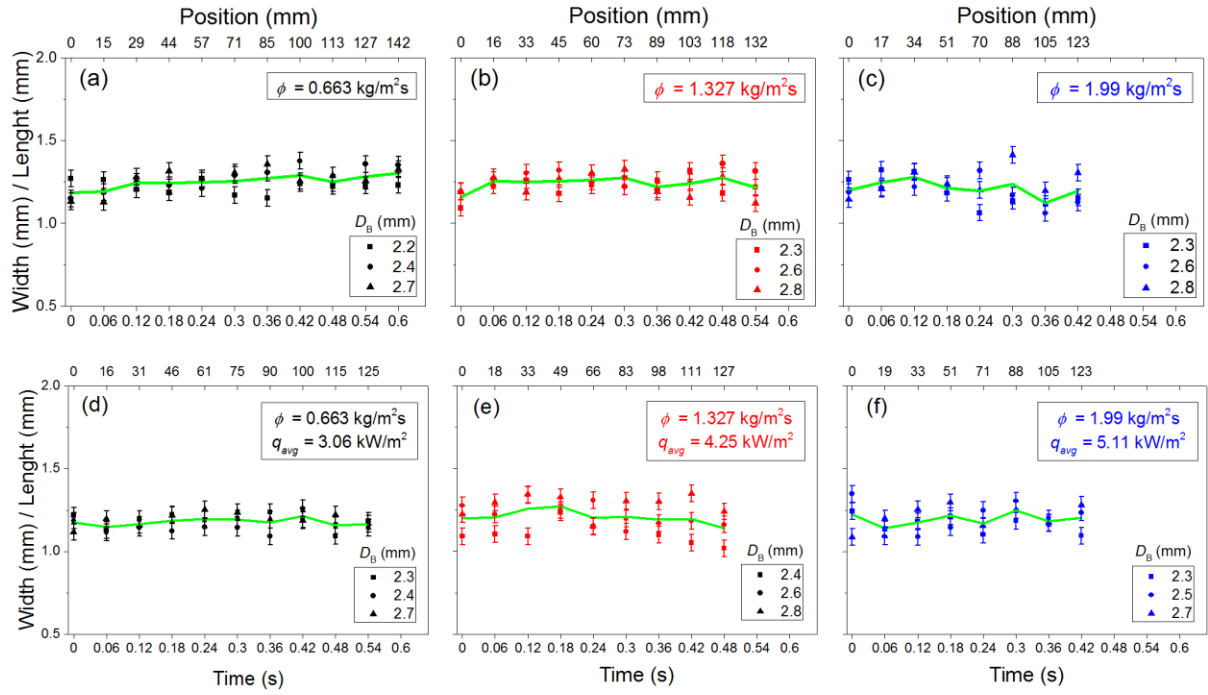 Position (mm)
0 15 29 44 57 71 85 100 113 127 142
(a)
ϕ = 0.663 kg/m²s
D_B (mm)
2.2
2.4
2.7
2.0
1.5
1.0
0.5
Width (mm) / Lenght (mm)
0 0.06 0.12 0.18 0.24 0.3 0.36 0.42 0.48 0.54 0.6
Position (mm)
0 16 33 45 60 73 89 103 118 132
(b)
ϕ = 1.327 kg/m²s
D_B (mm)
2.3
2.6
2.8
0 0.06 0.12 0.18 0.24 0.3 0.36 0.42 0.48 0.54 0.6
Position (mm)
0 17 34 51 70 88 105 123
(c)
ϕ = 1.99 kg/m²s
D_B (mm)
2.3
2.6
2.8
0 0.06 0.12 0.18 0.24 0.3 0.36 0.42 0.48 0.54 0.6
0 16 31 46 61 75 90 100 115 125
(d)
ϕ = 0.663 kg/m²s
q_avg = 3.06 kW/m²
D_B (mm)
2.3
2.4
2.7
2.0
1.5
1.0
0.5
Width (mm) / Lenght (mm)
0 0.06 0.12 0.18 0.24 0.3 0.36 0.42 0.48 0.54 0.6
Time (s)
0 18 33 49 66 83 98 111 127
(e)
ϕ = 1.327 kg/m²s
q_avg = 4.25 kW/m²
D_B (mm)
2.4
2.6
2.8
0 0.06 0.12 0.18 0.24 0.3 0.36 0.42 0.48 0.54 0.6
Time (s)
0 19 33 51 71 88 105 123
(f)
ϕ = 1.99 kg/m²s
q_avg = 5.11 kW/m²
D_B (mm)
2.3
2.5
2.7
0 0.06 0.12 0.18 0.24 0.3 0.36 0.42 0.48 0.54 0.6
Time (s)